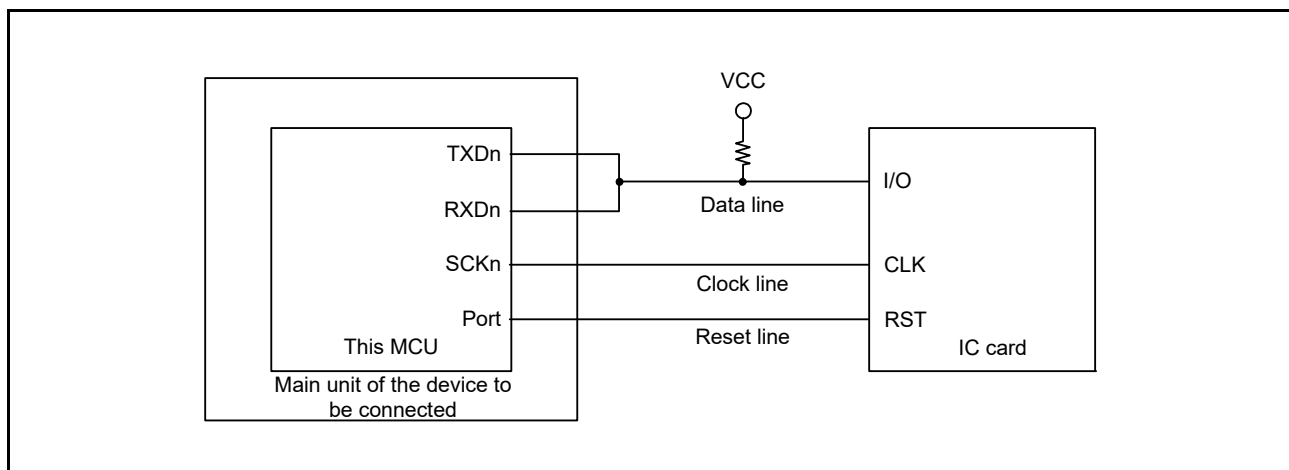 VCC
TXDn
I/O
Data line
RXDn
SCKn
CLK
Clock line
Port
RST
Reset line
This MCU
IC card
Main unit of the device to
be connected